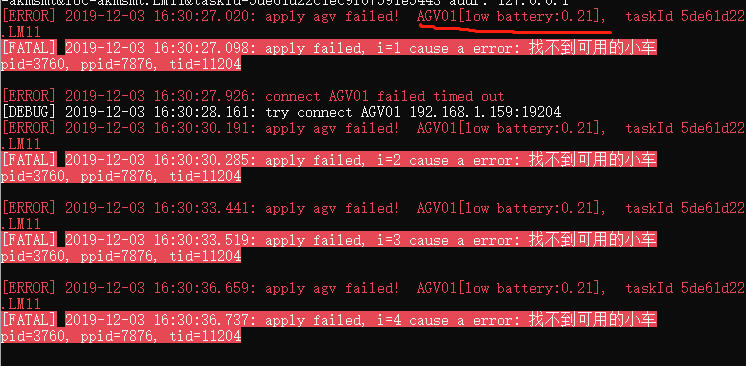 [ERROR] 2019-12-03 16:30:27.020: apply agv failed!  AGV01[low battery:0.21],  taskId 5de61d22
.LM11
[FATAL] 2019-12-03 16:30:27.098: apply failed, i=1 cause a error: 找不到可用的小车
pid=3760, ppid=7876, tid=11204
[ERROR] 2019-12-03 16:30:27.926: connect AGV01 failed timed out
[DEBUG] 2019-12-03 16:30:28.161: try connect AGV01 192.168.1.159:19204
[ERROR] 2019-12-03 16:30:30.191: apply agv failed!  AGV01[low battery:0.21],  taskId 5de61d22
.LM11
[FATAL] 2019-12-03 16:30:30.285: apply failed, i=2 cause a error: 找不到可用的小车
pid=3760, ppid=7876, tid=11204
[ERROR] 2019-12-03 16:30:33.441: apply agv failed!  AGV01[low battery:0.21],  taskId 5de61d22
.LM11
[FATAL] 2019-12-03 16:30:33.519: apply failed, i=3 cause a error: 找不到可用的小车
pid=3760, ppid=7876, tid=11204
[ERROR] 2019-12-03 16:30:36.659: apply agv failed!  AGV01[low battery:0.21],  taskId 5de61d22
.LM11
[FATAL] 2019-12-03 16:30:36.737: apply failed, i=4 cause a error: 找不到可用的小车
pid=3760, ppid=7876, tid=11204